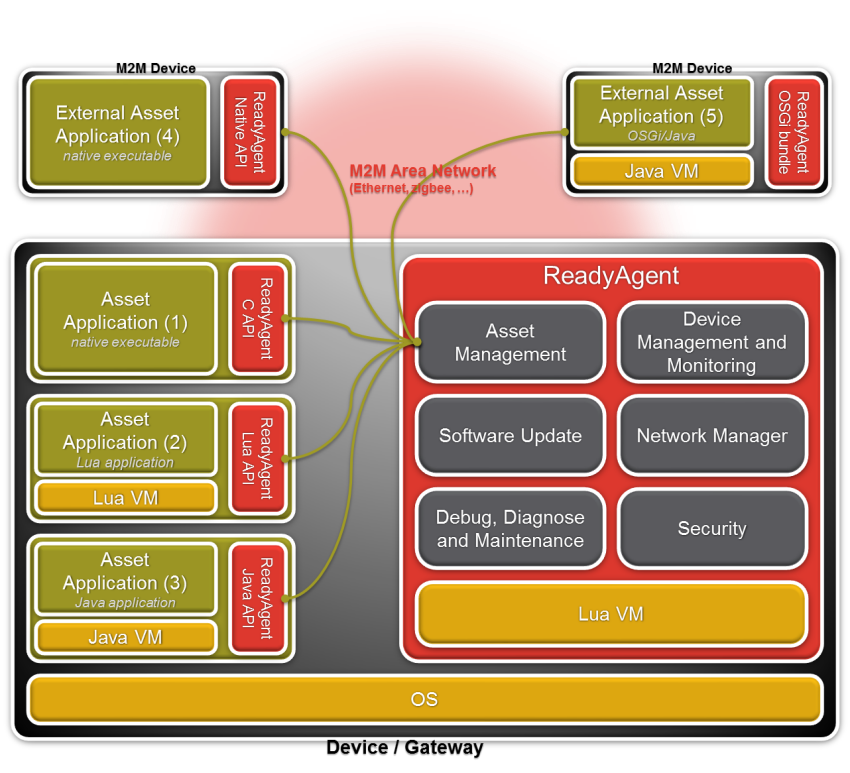 M2M Device
External Asset
Application (4)
native executable
ReadyAgent
Native API
M2M Device
External Asset
Application (5)
OSGi/Java
Java VM
ReadyAgent
OSGi bundle
M2M Area Network
(Ethernet, zigbee, ...)
Asset
Application (1)
native executable
ReadyAgent
C API
Asset
Application (2)
Lua application
Lua VM
ReadyAgent
Lua API
Asset
Application (3)
Java application
Java VM
ReadyAgent
Java API
ReadyAgent
Asset
Management
Device
Management and
Monitoring
Software Update
Network Manager
Debug, Diagnose
and Maintenance
Security
Lua VM
OS
Device / Gateway